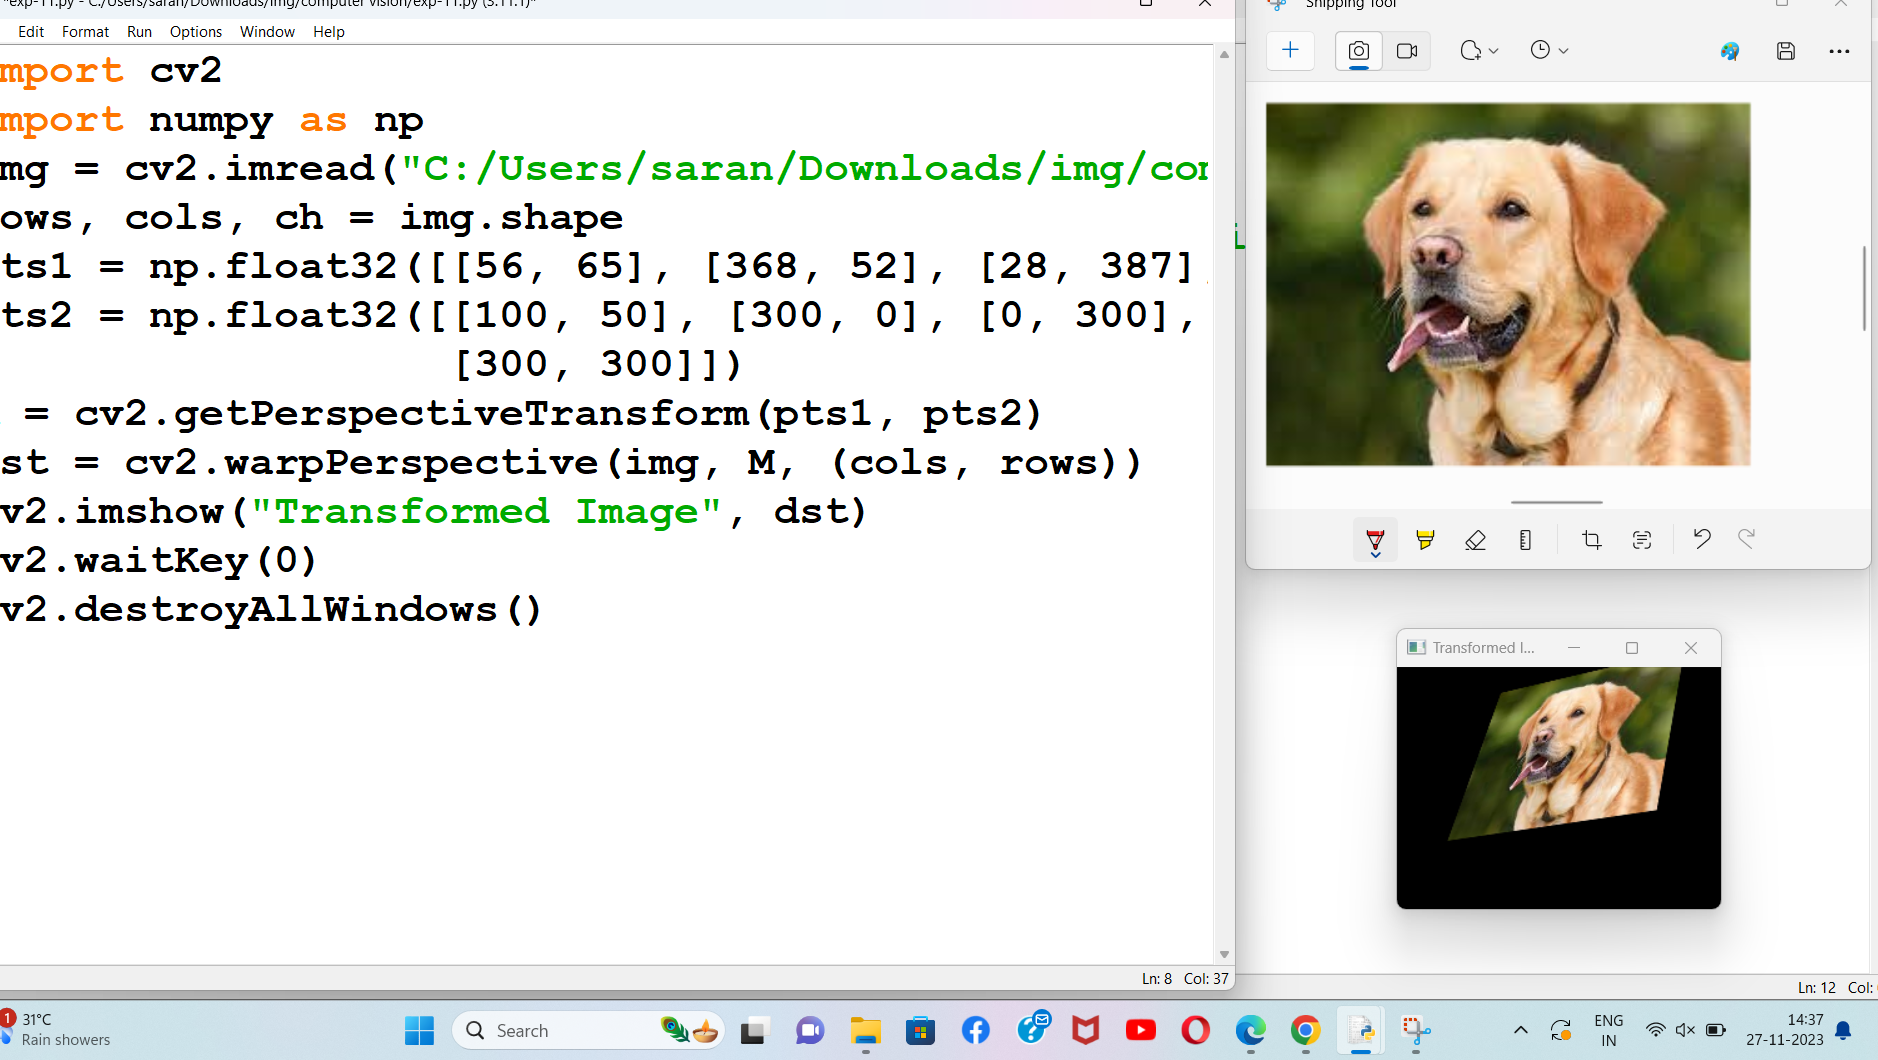 *exp-11.py - C:/Users/saran/Downloads/img/computer vision/exp-11.py (3.11.1)*
Edit Format Run Options Window Help
mport cv2
mport numpy as np
mg = cv2.imread("C:/Users/saran/Downloads/img/com
ows, cols, ch = img.shape
ts1 = np.float32([[56, 65], [368, 52], [28, 387],
ts2 = np.float32([[100, 50], [300, 0], [0, 300],
[300, 300]])
= cv2.getPerspectiveTransform(pts1, pts2)
st = cv2.warpPerspective(img, M, (cols, rows))
v2.imshow("Transformed Image", dst)
v2.waitKey(0)
v2.destroyAllWindows()
Ln: 8 Col: 37
Snipping Tool
i
Transformed I...
Ln: 12 Col:
1
31°C
Rain showers
Search
ENG
IN
14:37
27-11-2023